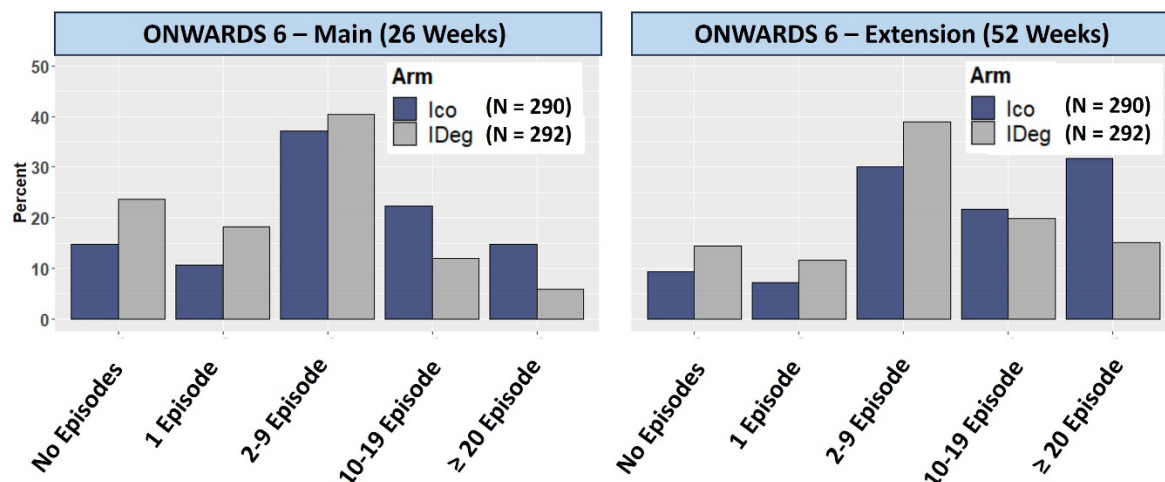 ONWARDS 6 – Main (26 Weeks)
50
40
30
20
10
0
Percent
Arm
Ico (N = 290)
IDeg (N = 292)
No Episodes
1 Episode
2-9 Episode
10-19 Episode
≥ 20 Episode
ONWARDS 6 – Extension (52 Weeks)
Arm
Ico (N = 290)
IDeg (N = 292)
No Episodes
1 Episode
2-9 Episode
10-19 Episode
≥ 20 Episode